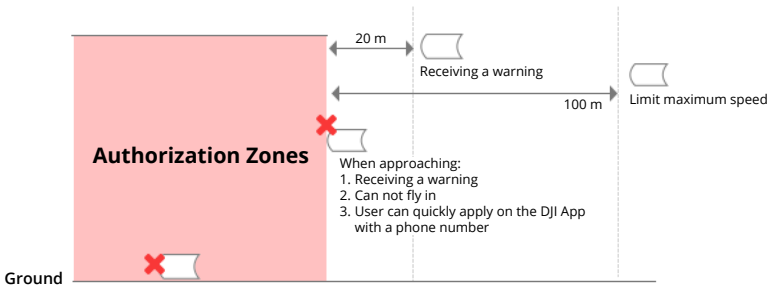 20 m
Receiving a warning
100 m
Limit maximum speed
Authorization Zones
When approaching:
1. Receiving a warning
2. Can not fly in
3. User can quickly apply on the DJI App
with a phone number
Ground